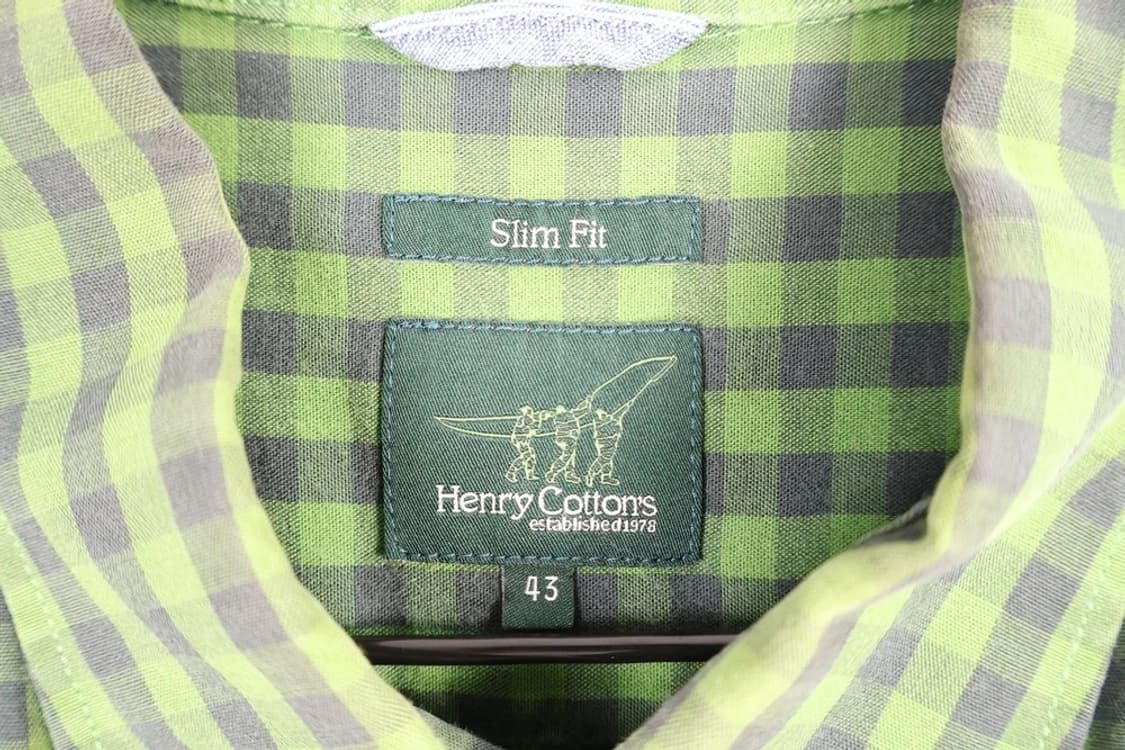 Slim Fit
Henry Cotton's
established 1978
43